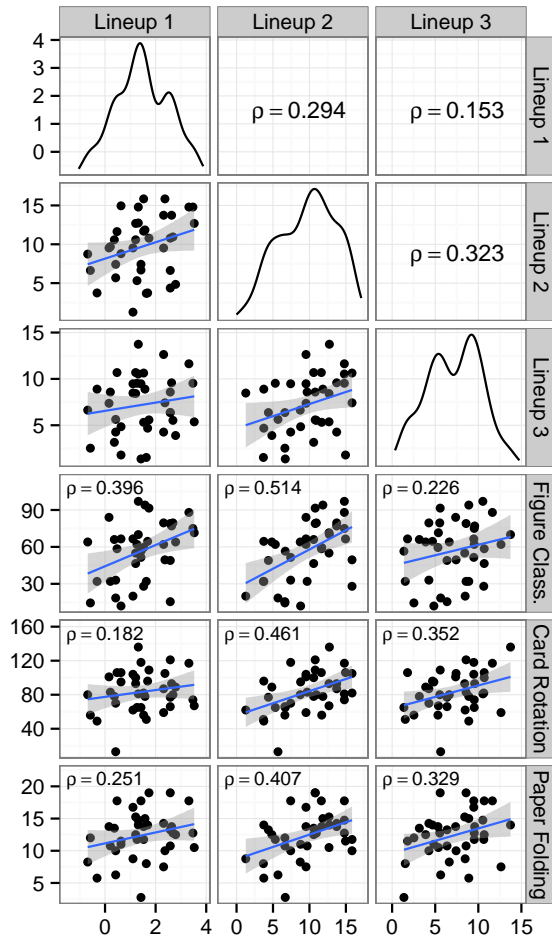 Lineup 1 Lineup 2 Lineup 3
4
3
2
1
0
ρ = 0.294
ρ = 0.153
Lineup 1
15
10
5
ρ = 0.323
Lineup 2
15
10
5
Lineup 3
90
60
30
ρ = 0.396
ρ = 0.514
ρ = 0.226
Figure Class.
160
120
80
40
ρ = 0.182
ρ = 0.461
ρ = 0.352
Card Rotation
20
15
10
5
ρ = 0.251
ρ = 0.407
ρ = 0.329
Paper Folding
0 2 4 0 5 10 15 0 5 10 15